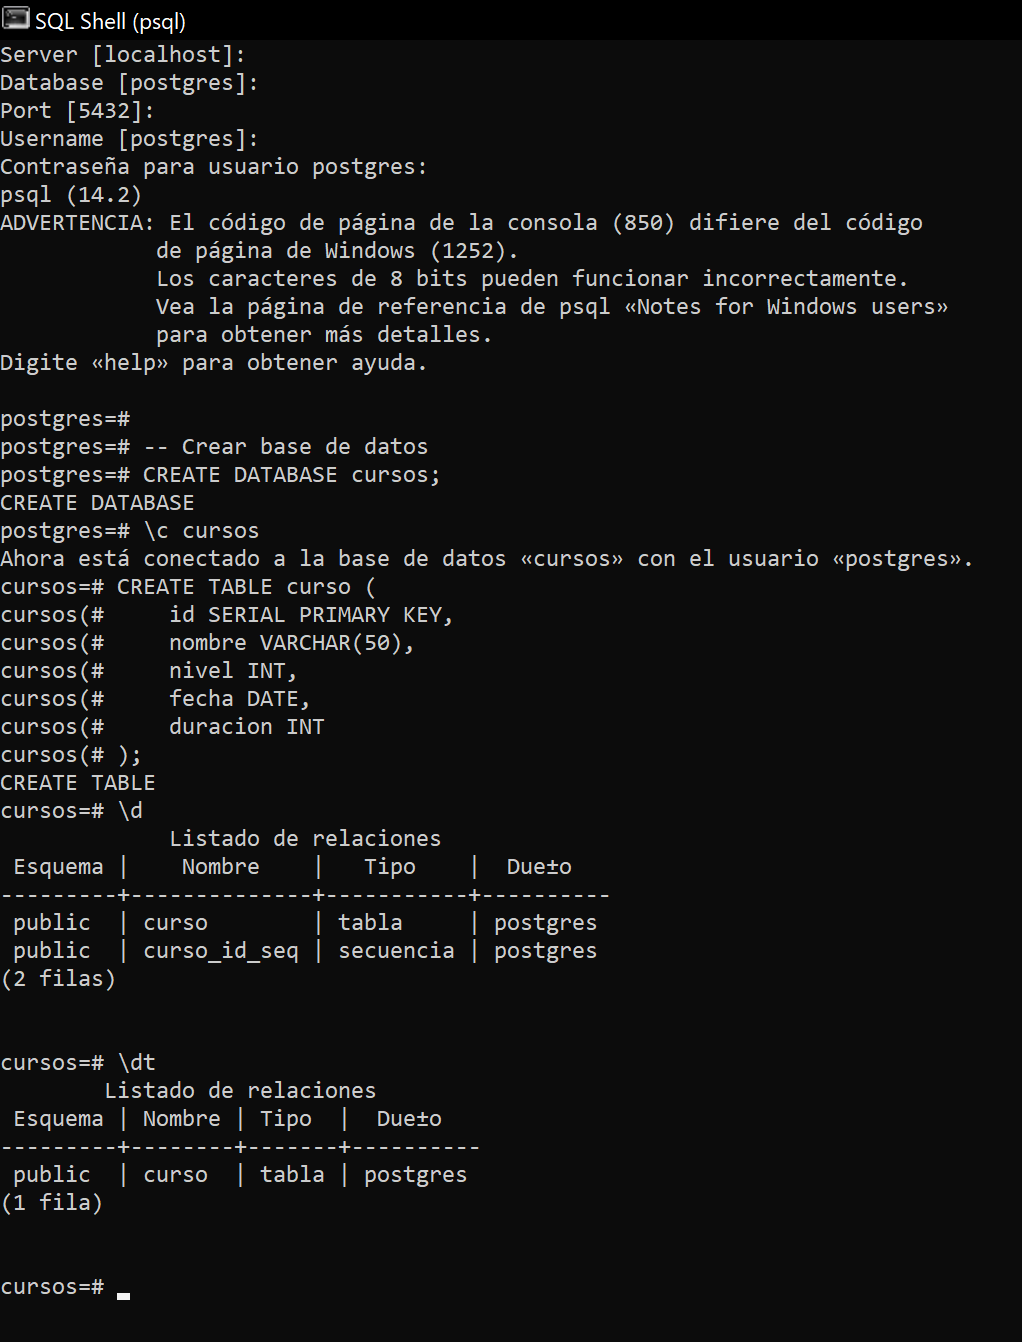 SQL Shell (psql)
Server [localhost]:
Database [postgres]:
Port [5432]:
Username [postgres]:
Contraseña para usuario postgres:
psql (14.2)
ADVERTENCIA: El código de página de la consola (850) difiere del código
            de página de Windows (1252).
            Los caracteres de 8 bits pueden funcionar incorrectamente.
            Vea la página de referencia de psql «Notes for Windows users»
            para obtener más detalles.
Digite «help» para obtener ayuda.

postgres=#
postgres=# -- Crear base de datos
postgres=# CREATE DATABASE cursos;
CREATE DATABASE
postgres=# \c cursos
Ahora está conectado a la base de datos «cursos» con el usuario «postgres».
cursos=# CREATE TABLE curso (
cursos(#     id SERIAL PRIMARY KEY,
cursos(#     nombre VARCHAR(50),
cursos(#     nivel INT,
cursos(#     fecha DATE,
cursos(#     duracion INT
cursos(# );
CREATE TABLE
cursos=# \d
             Listado de relaciones
 Esquema |    Nombre    |   Tipo    |  Due±o
---------+--------------+-----------+----------
 public  | curso        | tabla     | postgres
 public  | curso_id_seq | secuencia | postgres
(2 filas)


cursos=# \dt
        Listado de relaciones
 Esquema | Nombre | Tipo  |  Due±o
---------+--------+-------+----------
 public  | curso  | tabla | postgres
(1 fila)


cursos=#